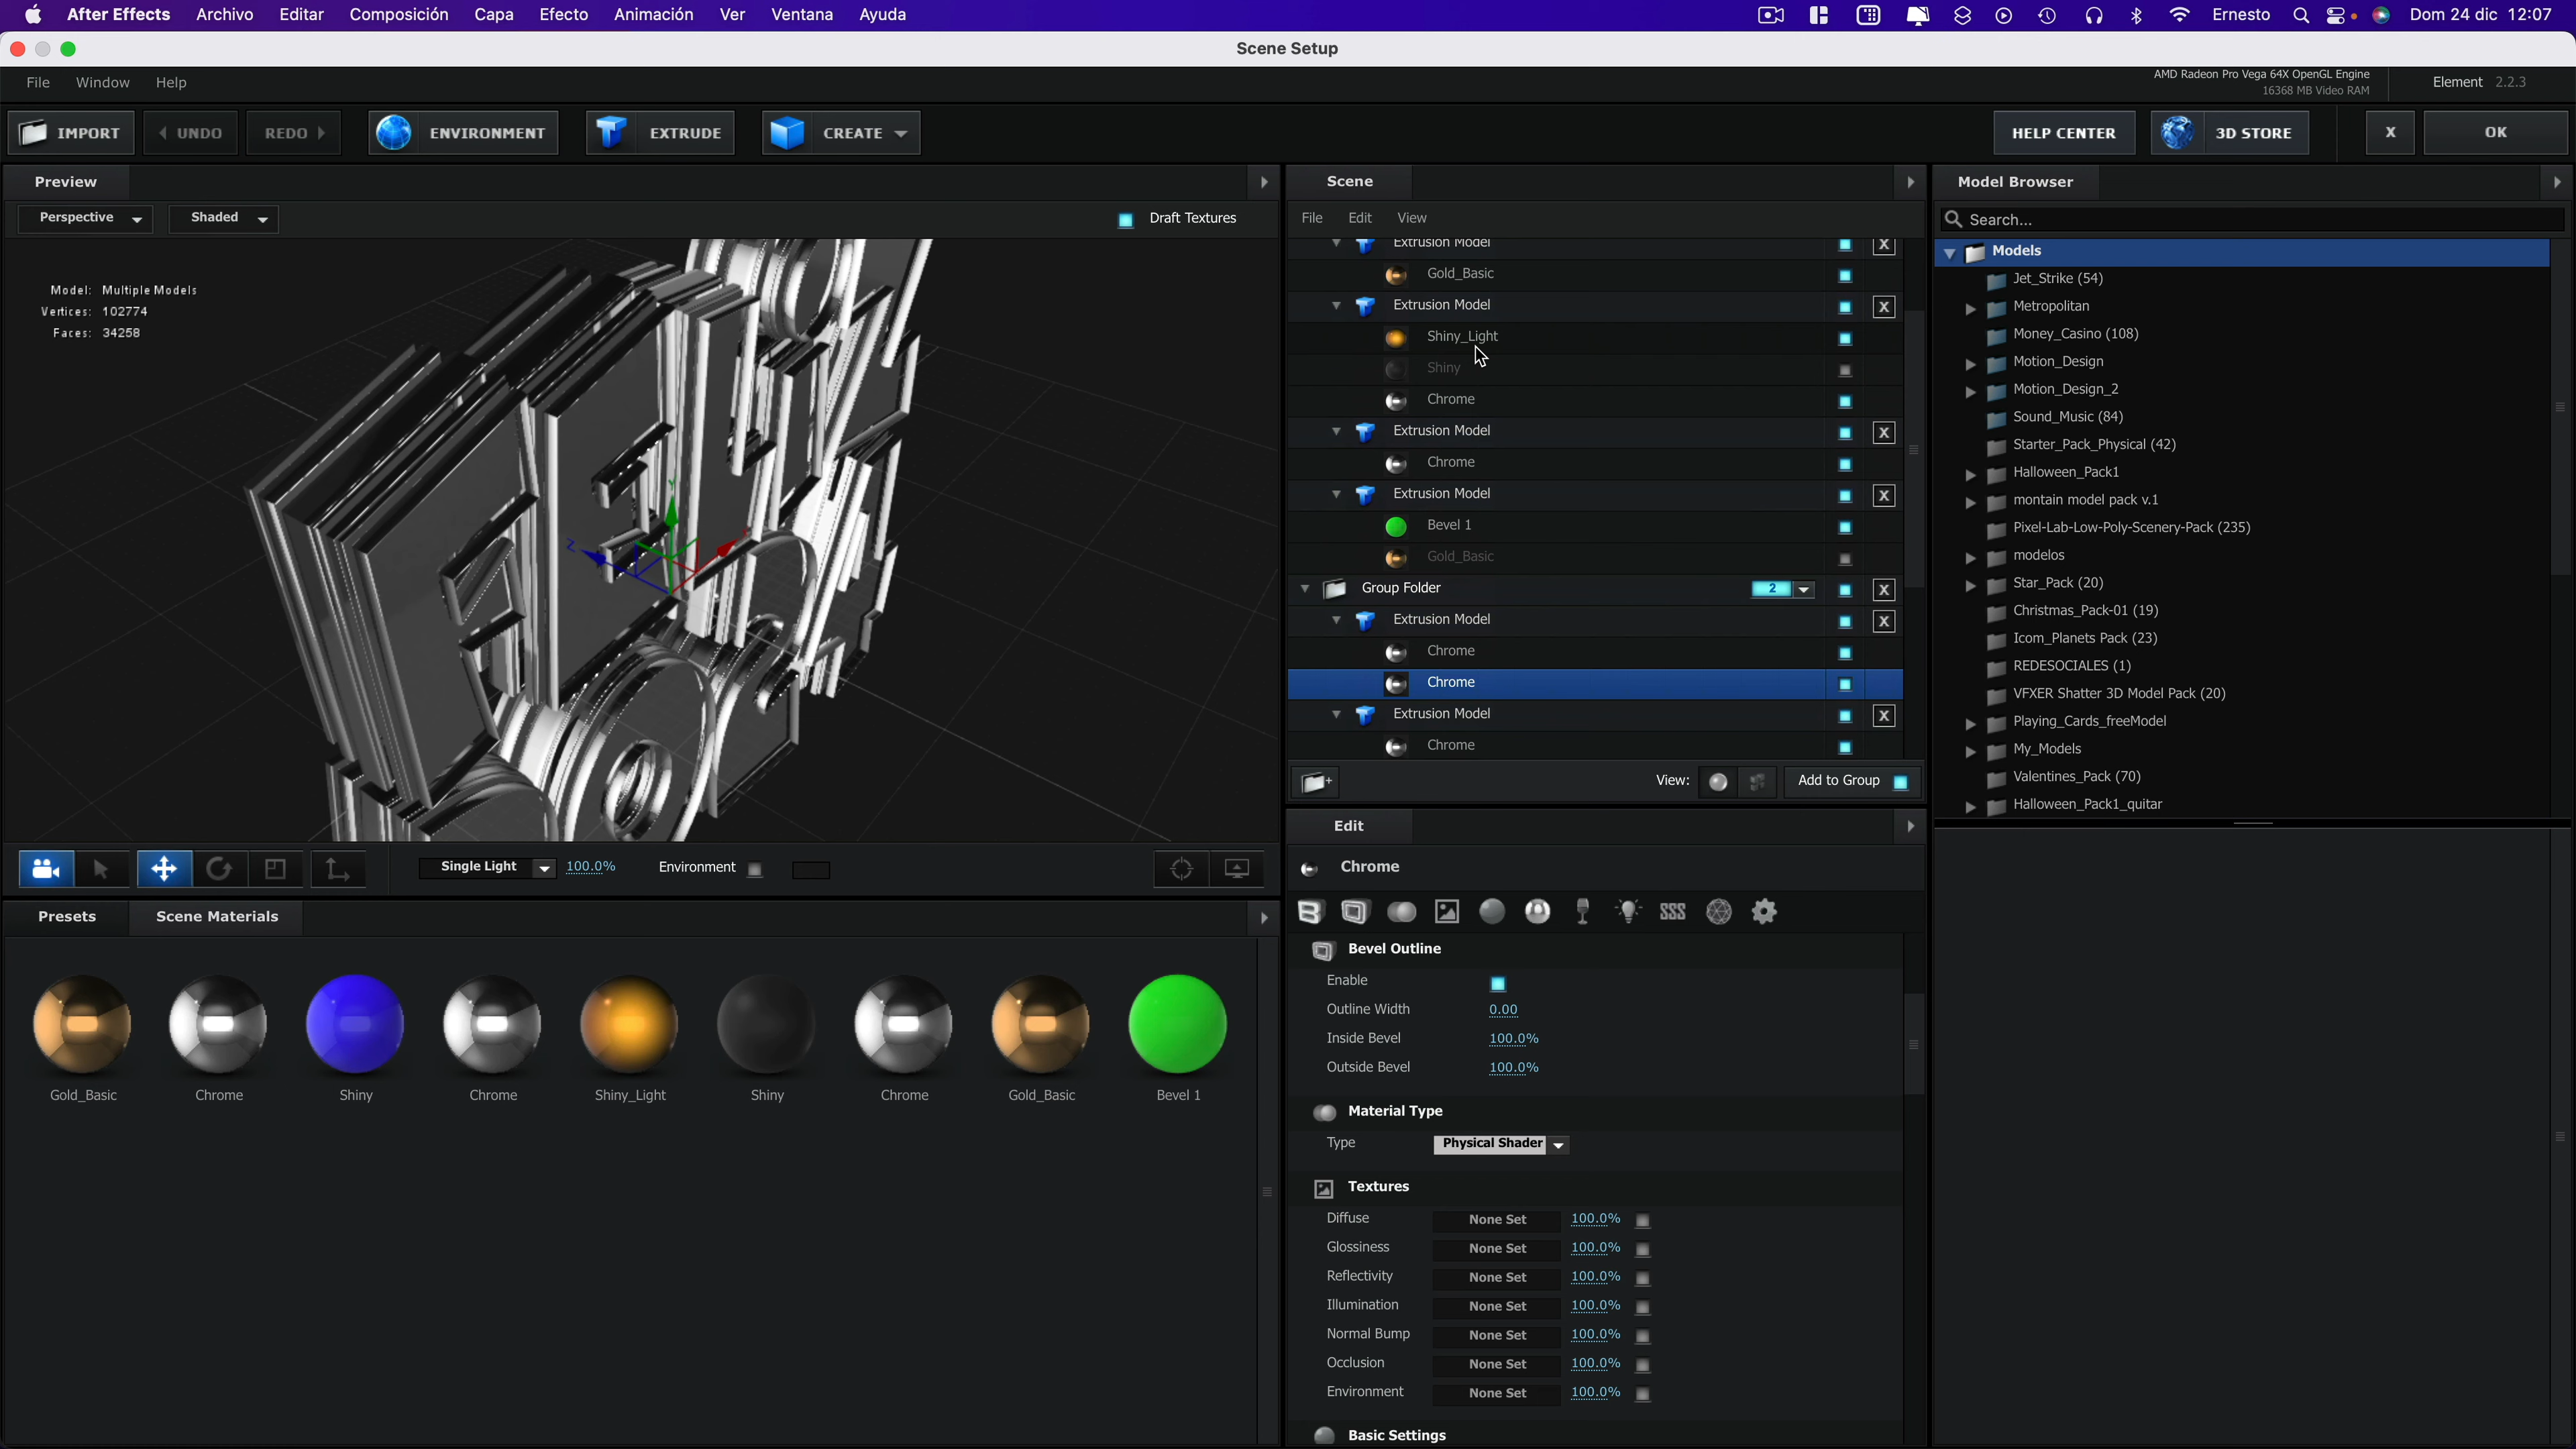 After Effects Archivo Editar Composición Capa Efecto Animación Ver Ventana Ayuda Ernesto Dom 24 dic 12:07
Scene Setup
File Window Help
AMD Radeon Pro Vega 64X OpenGL Engine
16368 MB Video RAM
Element 2.2.3
IMPORT UNDO REDO ENVIRONMENT EXTRUDE CREATE HELP CENTER 3D STORE X OK
Preview
Perspective Shaded Draft Textures
Model: Multiple Models
Vertices: 102774
Faces: 34258
X
Y
Z
Single Light 100.0% Environment
Presets Scene Materials
Gold_Basic Chrome Shiny Chrome Shiny_Light Shiny Chrome Gold_Basic Bevel 1
Scene
File Edit View
Extrusion Model X
Gold_Basic
Extrusion Model X
Shiny_Light
Shiny
Chrome
Extrusion Model X
Chrome
Extrusion Model X
Bevel 1
Gold_Basic
Group Folder 2 X
Extrusion Model X
Chrome
Chrome
Extrusion Model X
Chrome
View: Add to Group
Edit
Chrome
SSS
Bevel Outline
Enable
Outline Width 0.00
Inside Bevel 100.0%
Outside Bevel 100.0%
Material Type
Type Physical Shader
Textures
Diffuse None Set 100.0%
Glossiness None Set 100.0%
Reflectivity None Set 100.0%
Illumination None Set 100.0%
Normal Bump None Set 100.0%
Occlusion None Set 100.0%
Environment None Set 100.0%
Basic Settings
Model Browser
Search...
Models
Jet_Strike (54)
Metropolitan
Money_Casino (108)
Motion_Design
Motion_Design_2
Sound_Music (84)
Starter_Pack_Physical (42)
Halloween_Pack1
montain model pack v.1
Pixel-Lab-Low-Poly-Scenery-Pack (235)
modelos
Star_Pack (20)
Christmas_Pack-01 (19)
Icom_Planets Pack (23)
REDESOCIALES (1)
VFXER Shatter 3D Model Pack (20)
Playing_Cards_freeModel
My_Models
Valentines_Pack (70)
Halloween_Pack1_quitar